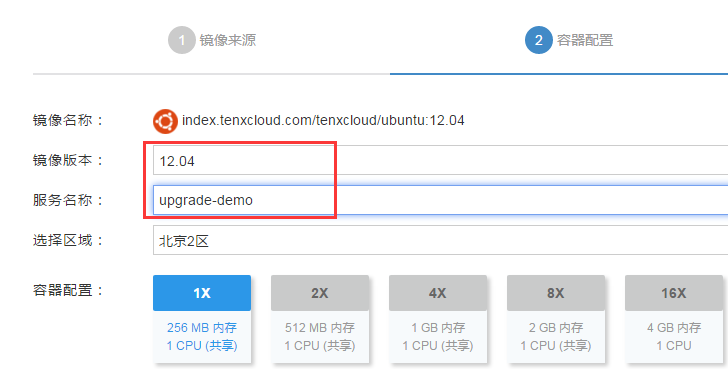 1 镜像来源 2 容器配置
镜像名称： index.tenxcloud.com/tenxcloud/ubuntu:12.04
镜像版本： 12.04
服务名称： upgrade-demo
选择区域： 北京2区
容器配置： 1X 2X 4X 8X 16X
256 MB 内存 512 MB 内存 1 GB 内存 2 GB 内存 4 GB 内存
1 CPU (共享) 1 CPU (共享) 1 CPU (共享) 1 CPU (共享) 1 CPU